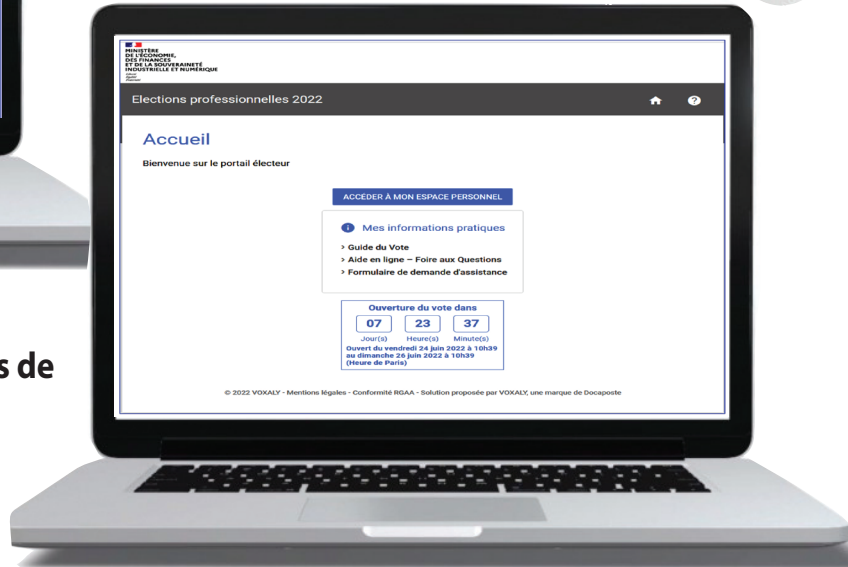 MINISTÈRE
DE L'ÉCONOMIE,
DES FINANCES
ET DE LA SOUVERAINETÉ
INDUSTRIELLE ET NUMÉRIQUE
Elections professionnelles 2022
Accueil
Bienvenue sur le portail électeur
ACCÉDER À MON ESPACE PERSONNEL
Mes informations pratiques
> Guide du Vote
> Aide en ligne – Foire aux Questions
> Formulaire de demande d'assistance
Ouverture du vote dans
07 23 37
Jour(s) Heure(s) Minute(s)
Ouvert du vendredi 24 juin 2022 à 10h39
au dimanche 26 juin 2022 à 10h39
(Heure de Paris)
s de
© 2022 VOXALY - Mentions légales - Conformité RGAA - Solution proposée par VOXALY, une marque de Docaposte